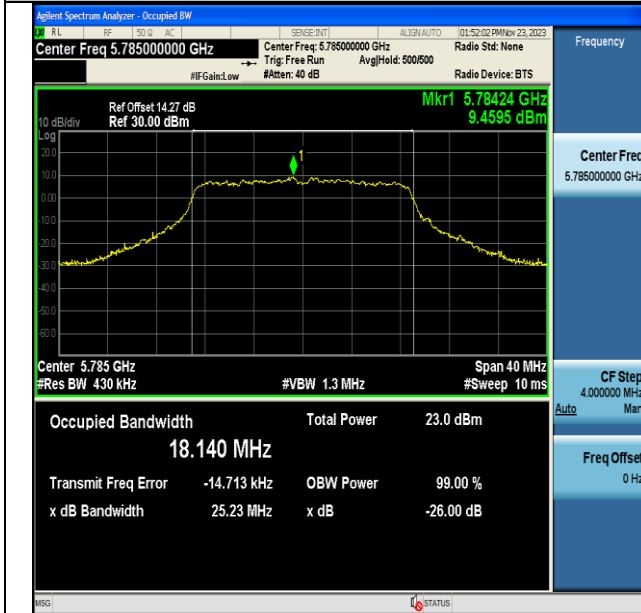 Agilent Spectrum Analyzer - Occupied BW
RL RF 50 Ω AC SENSE:INT ALIGN AUTO 01:52:02 PM Nov 23, 2023
Center Freq 5.785000000 GHz
Center Freq: 5.785000000 GHz
Radio Std: None
Trig: Free Run Avg|Hold: 500/500
#IFGain:Low #Atten: 40 dB Radio Device: BTS
Frequency
Mkr1 5.78424 GHz
9.4595 dBm
Ref Offset 14.27 dB
10 dB/div Ref 30.00 dBm
Log
20.0
10.0
0.00
-10.0
-20.0
-30.0
-40.0
-50.0
-60.0
1
Center 5.785 GHz Span 40 MHz
#Res BW 430 kHz #VBW 1.3 MHz #Sweep 10 ms
Occupied Bandwidth Total Power 23.0 dBm
18.140 MHz
Transmit Freq Error -14.713 kHz OBW Power 99.00 %
x dB Bandwidth 25.23 MHz x dB -26.00 dB
Center Freq
5.785000000 GHz
CF Step
4.000000 MHz
Auto Man
Freq Offset
0 Hz
MSG STATUS